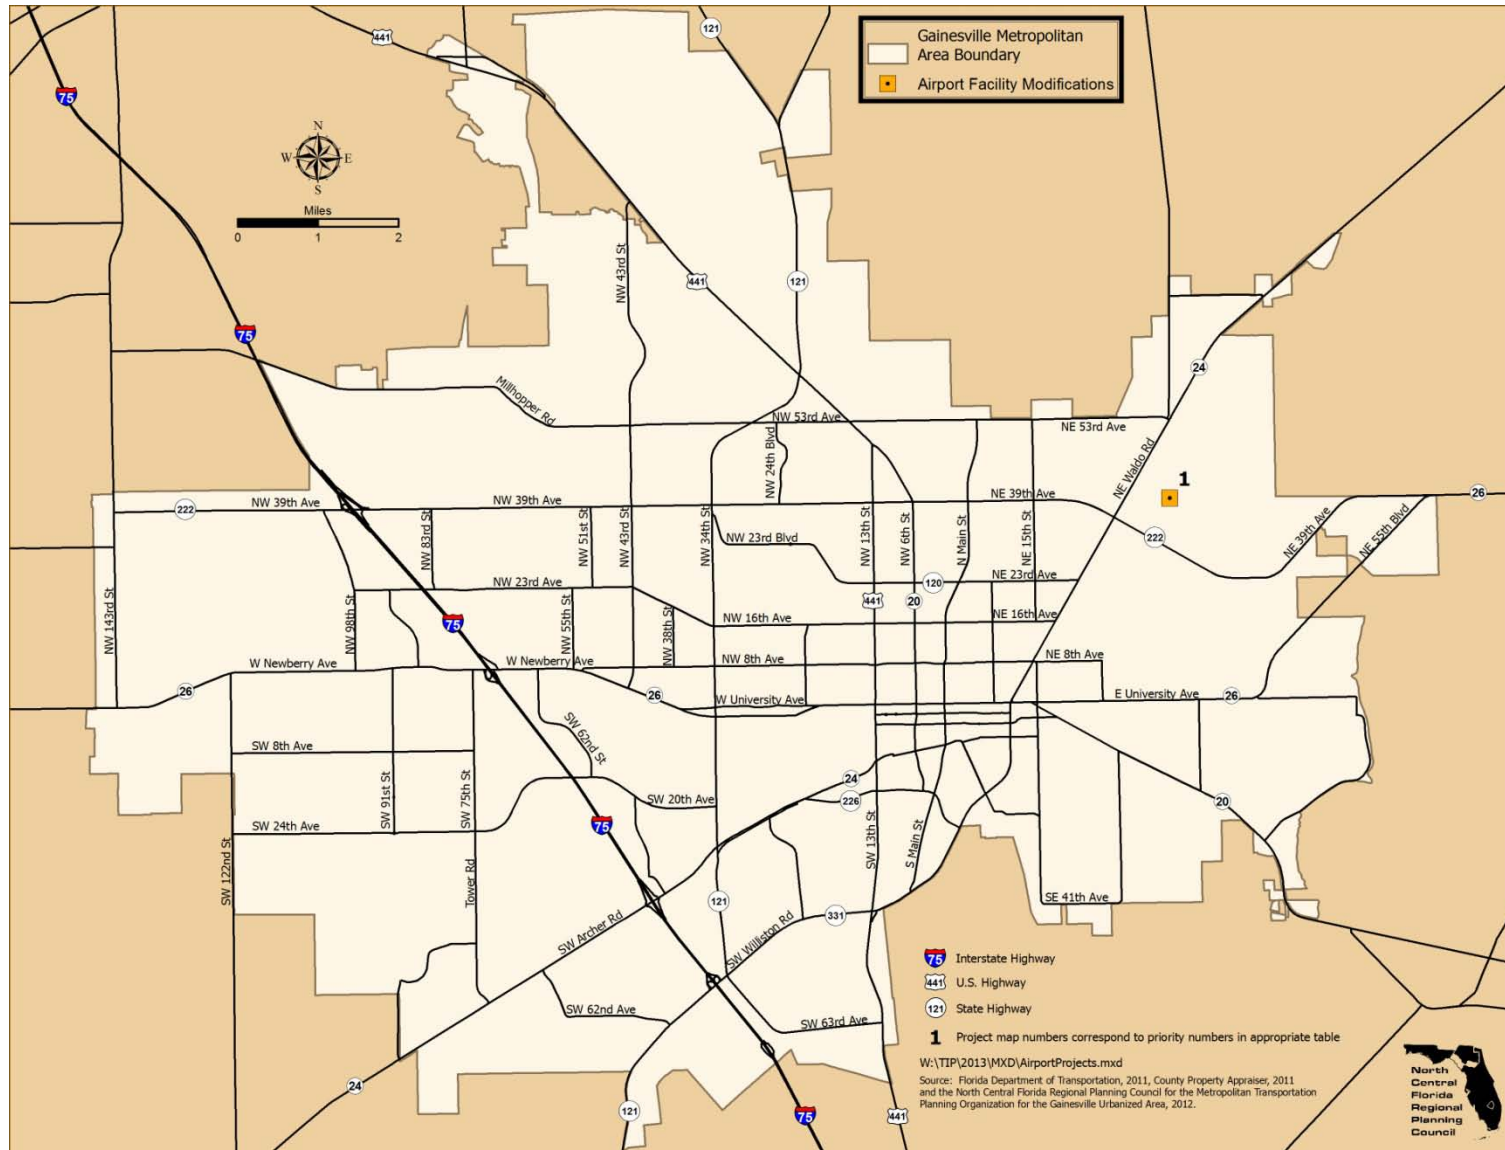 Gainesville Metropolitan
Area Boundary
Airport Facility Modifications
441
121
75
N
W
E
S
Miles
0
1
2
NW 43rd St
441
121
75
24
Millhopper Rd
NW 53rd Ave
NE 53rd Ave
NW 24th Blvd
NE Waldo Rd
1
222
NW 39th Ave
NW 39th Ave
NE 39th Ave
26
NW 83rd St
NW 51st St
NW 43rd St
NW 34th St
NW 23rd Blvd
NW 13th St
NW 6th St
N Main St
NE 15th St
222
NE 39th Ave
NE 55th Blvd
NW 23rd Ave
120
NE 23rd Ave
NW 143rd St
NW 98th St
75
NW 55th St
NW 38th St
NW 16th Ave
441
20
NE 16th Ave
W Newberry Ave
W Newberry Ave
NW 8th Ave
NE 8th Ave
26
26
W University Ave
E University Ave
26
SW 8th Ave
SW 62nd St
SW 91st St
SW 75th St
24
226
SW 20th Ave
20
SW 24th Ave
75
SW 122nd St
Tower Rd
SW 13th St
S Main St
SE 41th Ave
121
331
SW Archer Rd
SW Williston Rd
SW 62nd Ave
SW 63rd Ave
24
121
75
441
75 Interstate Highway
441 U.S. Highway
121 State Highway
1 Project map numbers correspond to priority numbers in appropriate table
W:\TIP\2013\MXD\AirportProjects.mxd
Source: Florida Department of Transportation, 2011, County Property Appraiser, 2011
and the North Central Florida Regional Planning Council for the Metropolitan Transportation
Planning Organization for the Gainesville Urbanized Area, 2012.
North
Central
Florida
Regional
Planning
Council